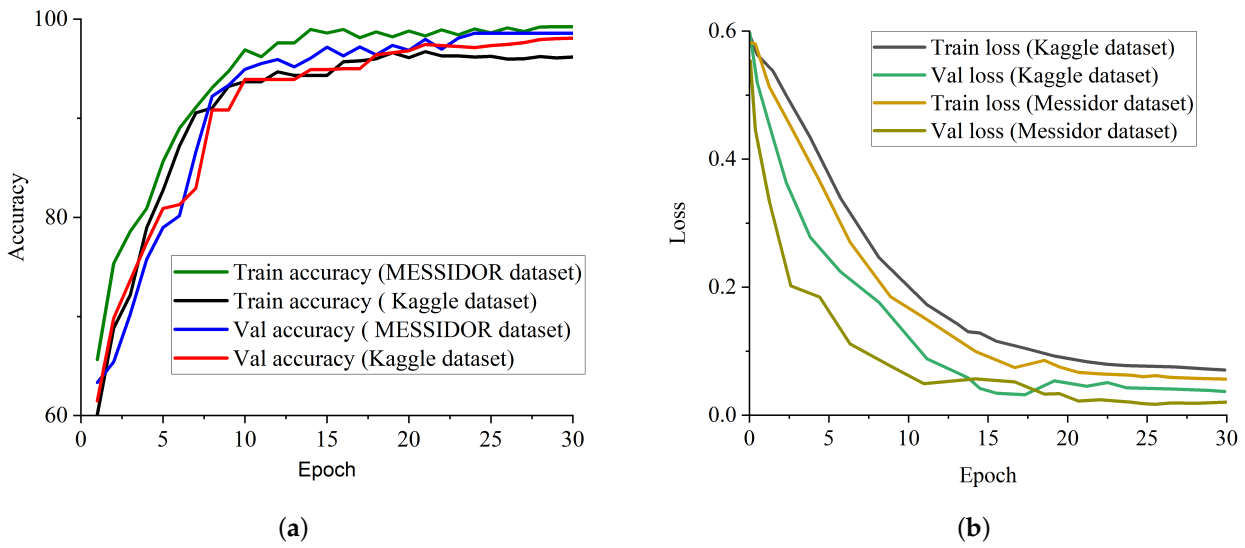 100
80
60
Accuracy
Train accuracy (MESSIDOR dataset)
Train accuracy ( Kaggle dataset)
Val accuracy ( MESSIDOR dataset)
Val accuracy (Kaggle dataset)
0 5 10 15 20 25 30
Epoch
(a)
0.6
0.4
0.2
0.0
Loss
Train loss (Kaggle dataset)
Val loss (Kaggle dataset)
Train loss (Messidor dataset)
Val loss (Messidor dataset)
0 5 10 15 20 25 30
Epoch
(b)